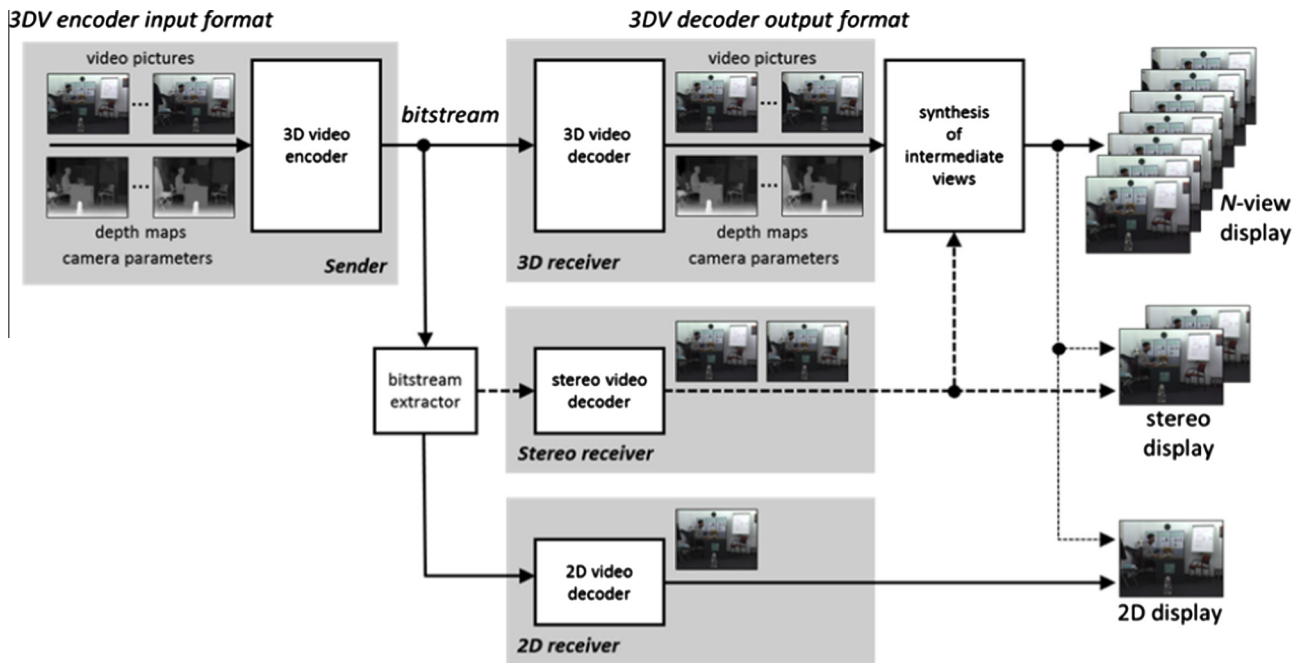 3DV encoder input format
3DV decoder output format
video pictures
...
3D video
encoder
...
depth maps
camera parameters
Sender
bitstream
video pictures
...
3D video
decoder
...
depth maps
camera parameters
3D receiver
synthesis
of
intermediate
views
N-view
display
bitstream
extractor
stereo video
decoder
Stereo receiver
stereo
display
2D video
decoder
2D receiver
2D display